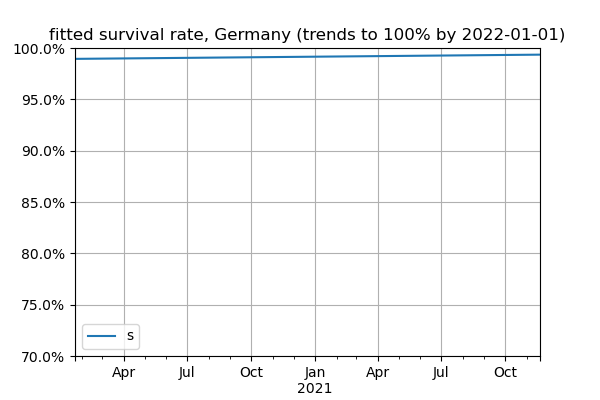 fitted survival rate, Germany (trends to 100% by 2022-01-01)
100.0%
95.0%
90.0%
85.0%
80.0%
75.0%
70.0%
s
Apr Jul Oct Jan Apr Jul Oct
2021